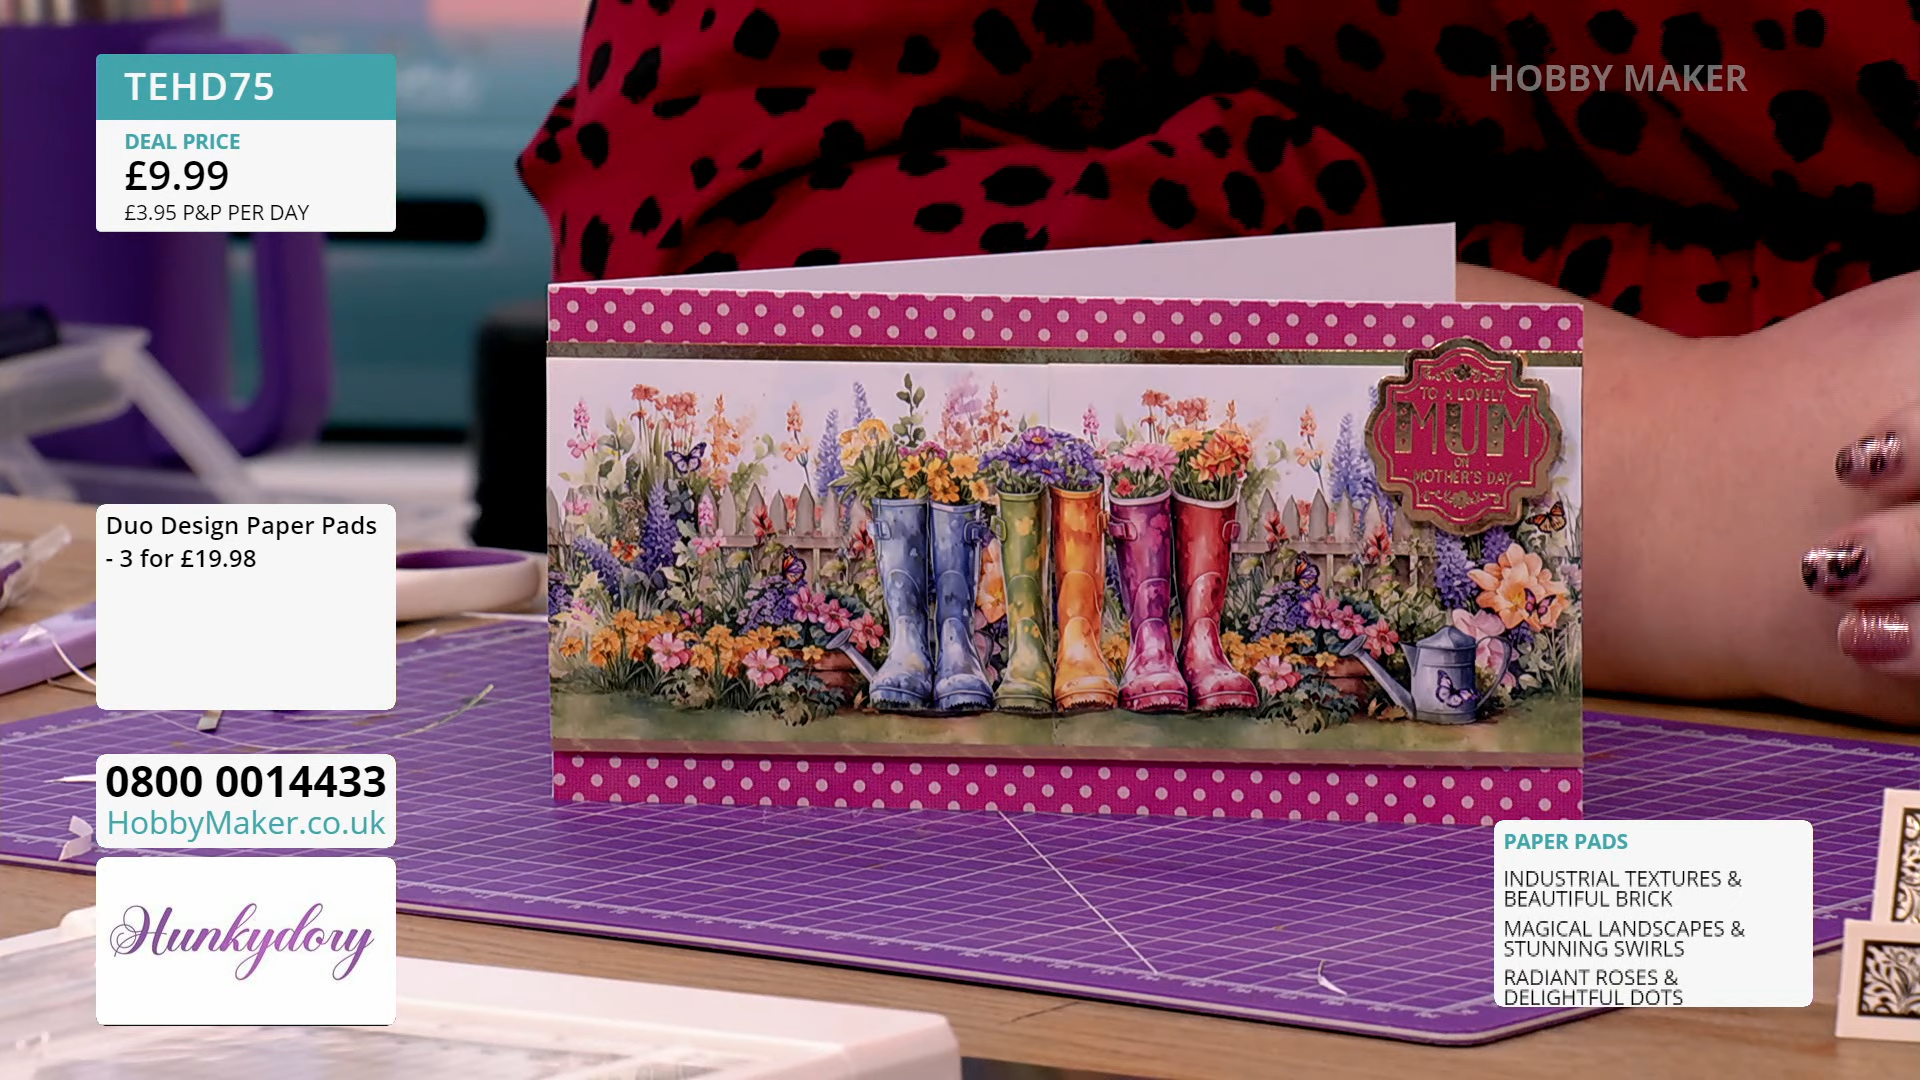 TEHD75
DEAL PRICE
£9.99
£3.95 P&P PER DAY
HOBBY MAKER
TO A LOVELY
MUM
ON
MOTHER'S DAY
Duo Design Paper Pads
- 3 for £19.98
0800 0014433
HobbyMaker.co.uk
Hunkydory
PAPER PADS
INDUSTRIAL TEXTURES &
BEAUTIFUL BRICK
MAGICAL LANDSCAPES &
STUNNING SWIRLS
RADIANT ROSES &
DELIGHTFUL DOTS